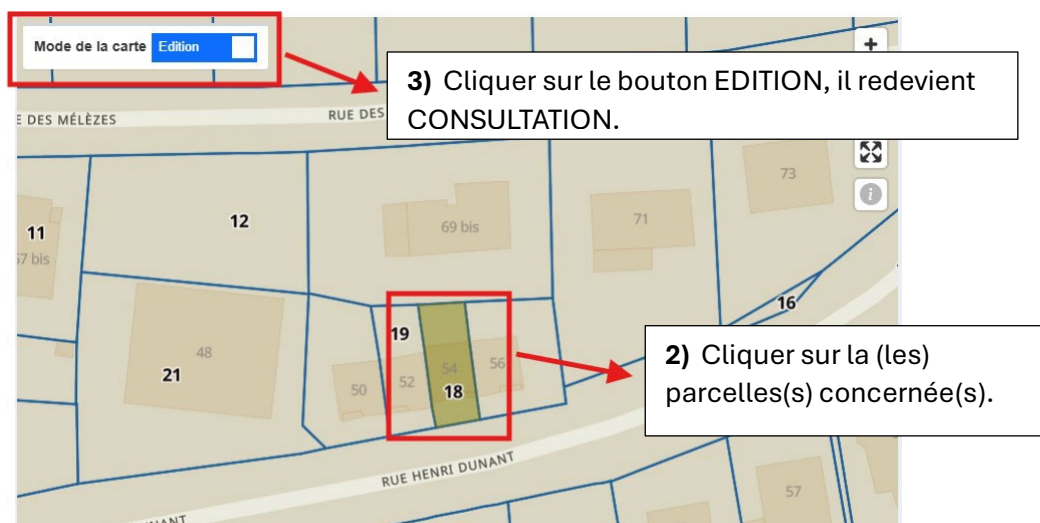 Mode de la carte Edition
+
3) Cliquer sur le bouton EDITION, il redevient
CONSULTATION.
E DES MÉLÈZES
RUE DES
73
i
12
11
57 bis
69 bis
71
16
19
48
21
50
52
54
56
18
2) Cliquer sur la (les)
parcelles(s) concernée(s).
RUE HENRI DUNANT
57
NANT